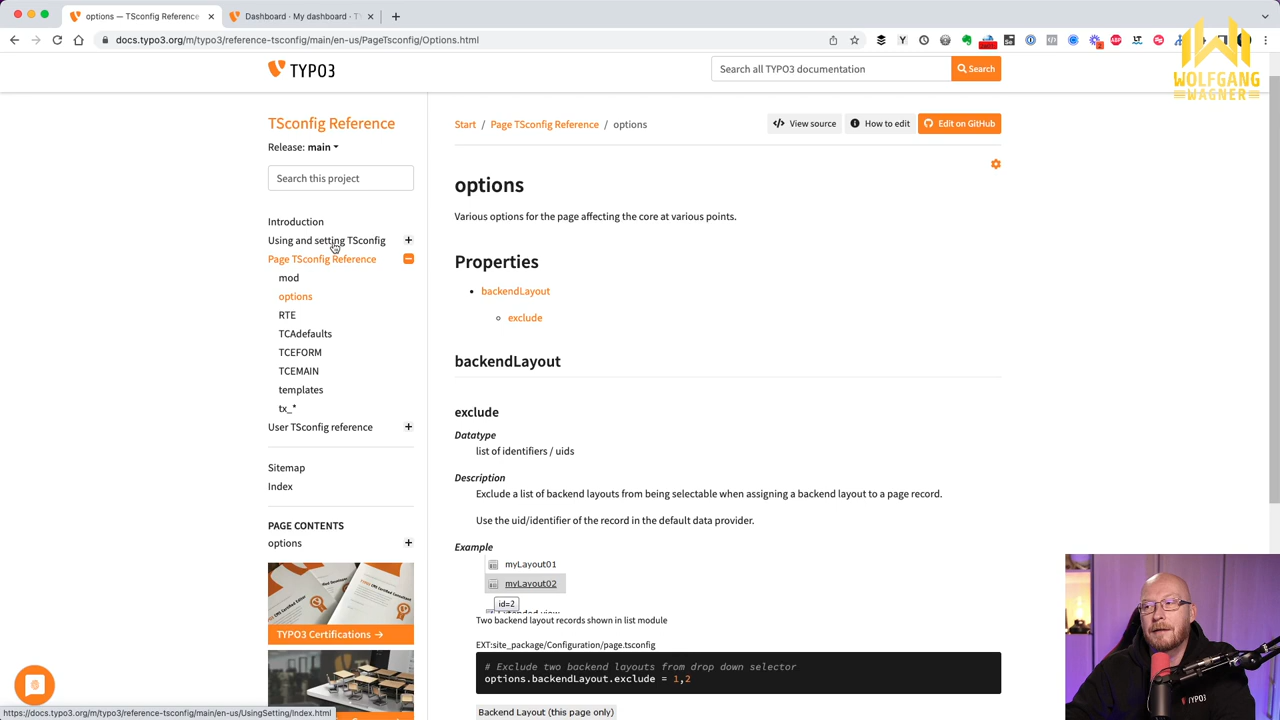 options — TSconfig Reference
Dashboard · My dashboard · T
docs.typo3.org/m/typo3/reference-tsconfig/main/en-us/PageTsconfig/Options.html
WOLFGANG
WAGNER
TYPO3
Search all TYPO3 documentation
Search
TSconfig Reference
Release: main
Search this project
Introduction
Using and setting TSconfig
Page TSconfig Reference
mod
options
RTE
TCAdefaults
TCEFORM
TCEMAIN
templates
tx_*
User TSconfig reference
Sitemap
Index
PAGE CONTENTS
options
TYPO3 Certifications →
Start / Page TSconfig Reference / options
View source
How to edit
Edit on GitHub
options
Various options for the page affecting the core at various points.
Properties
backendLayout
exclude
backendLayout
exclude
Datatype
list of identifiers / uids
Description
Exclude a list of backend layouts from being selectable when assigning a backend layout to a page record.
Use the uid/identifier of the record in the default data provider.
Example
myLayout01
myLayout02
id=2
Two backend layout records shown in list module
EXT:site_package/Configuration/page.tsconfig
# Exclude two backend layouts from drop down selector
options.backendLayout.exclude = 1,2
Backend Layout (this page only)
https://docs.typo3.org/m/typo3/reference-tsconfig/main/en-us/UsingSetting/Index.html
TYPO3